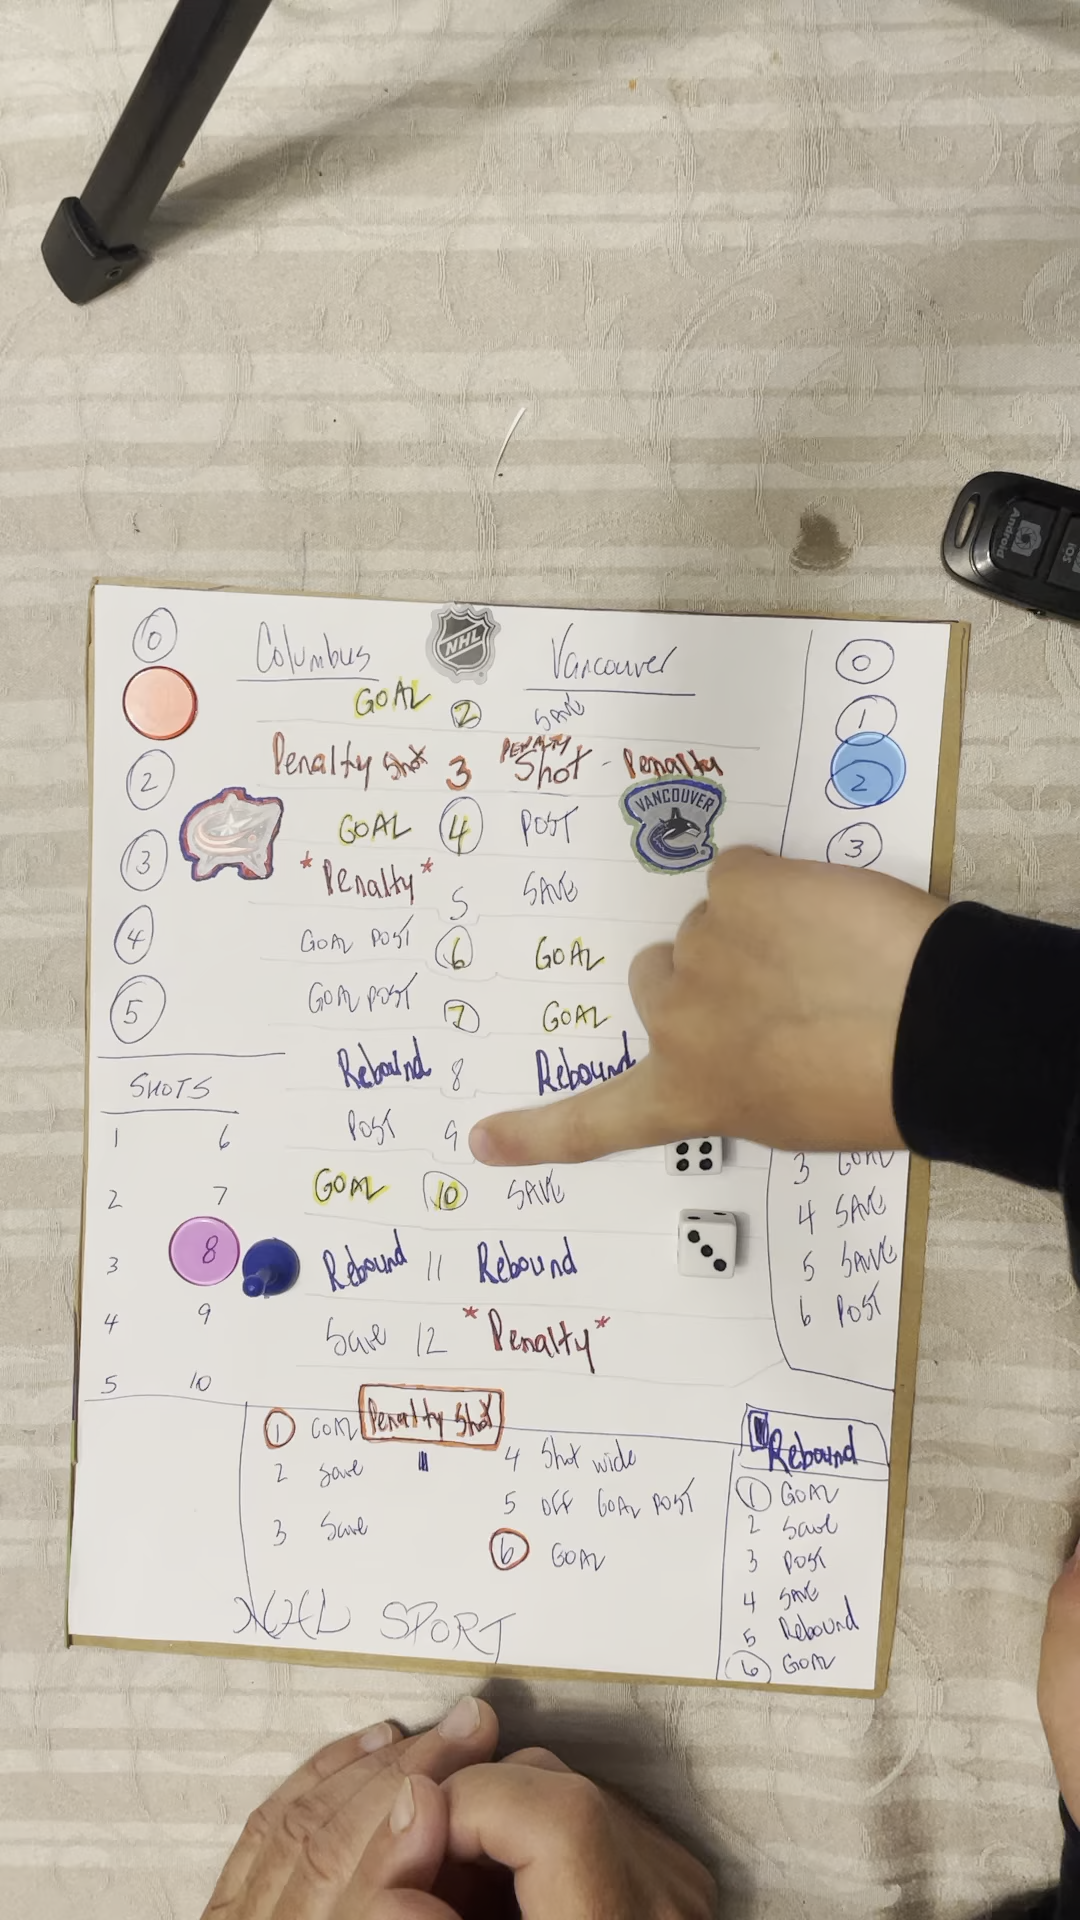 0 Columbus NHL Vancouver 0
GOAL 2 SAVE 1
Penalty Shot 3 PENALTY Shot - Penalty
2 2
GOAL 4 POST VANCOUVER
3 *Penalty* 5 SAVE 3
4 GOAL POST 6 GOAL
5 GOAL POST 7 GOAL
SHOTS Rebound 8 Rebound
1 6 POST 9
3 GOAL
2 7 GOAL 10 SAVE
4 SAVE
3 8 Rebound 11 Rebound
5 SAVE
4 9 Save 12 *Penalty*
6 POST
5 10
Penalty Shot
1 GOAL
2 Save
3 Save
4 Shot wide
5 OFF GOAL POST
6 GOAL
Rebound
1 GOAL
2 Save
3 POST
4 SAVE
5 Rebound
6 GOAL
NHL SPORT
Android
iOS